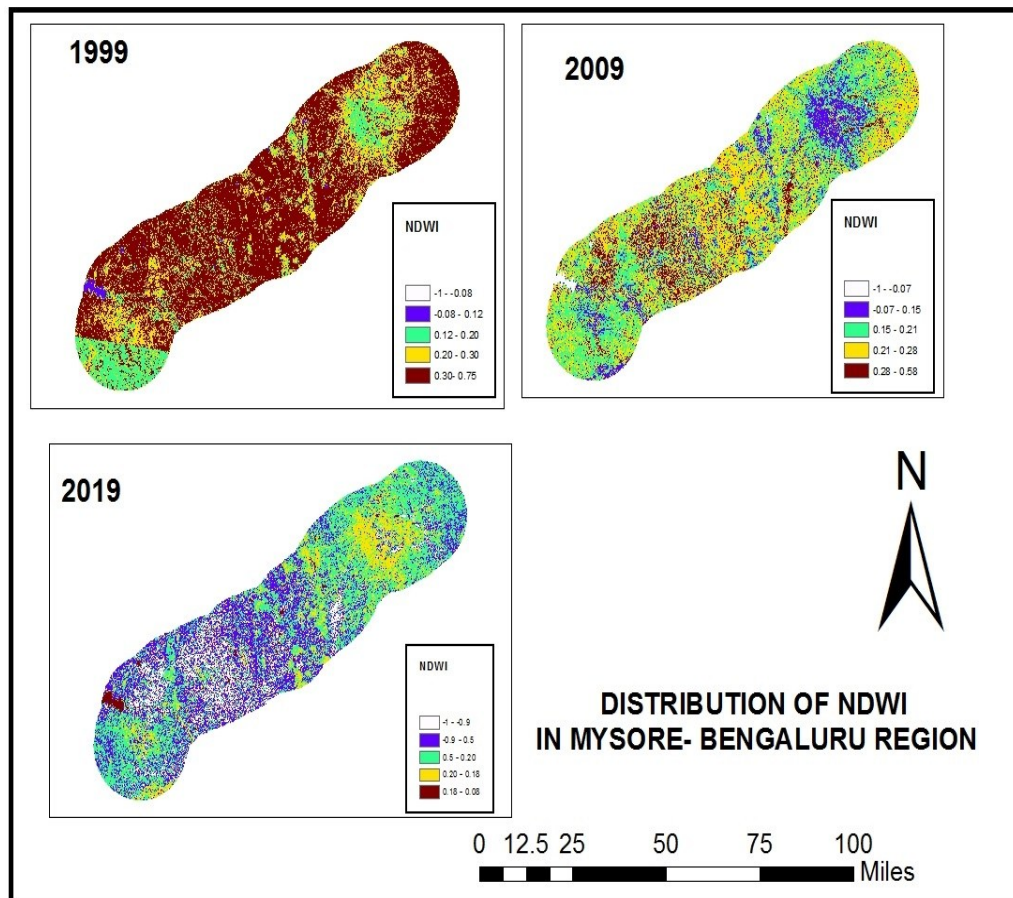 1999
NDWI
-1 - -0.08
-0.08 - 0.12
0.12 - 0.20
0.20 - 0.30
0.30- 0.75
2009
NDWI
-1 - -0.07
-0.07 - 0.15
0.15 - 0.21
0.21 - 0.28
0.28 - 0.58
2019
NDWI
-1 - -0.9
-0.9 - 0.5
0.5 - 0.20
0.20 - 0.18
0.18 - 0.08
N
DISTRIBUTION OF NDWI
IN MYSORE- BENGALURU REGION
0 12.5 25 50 75 100
Miles